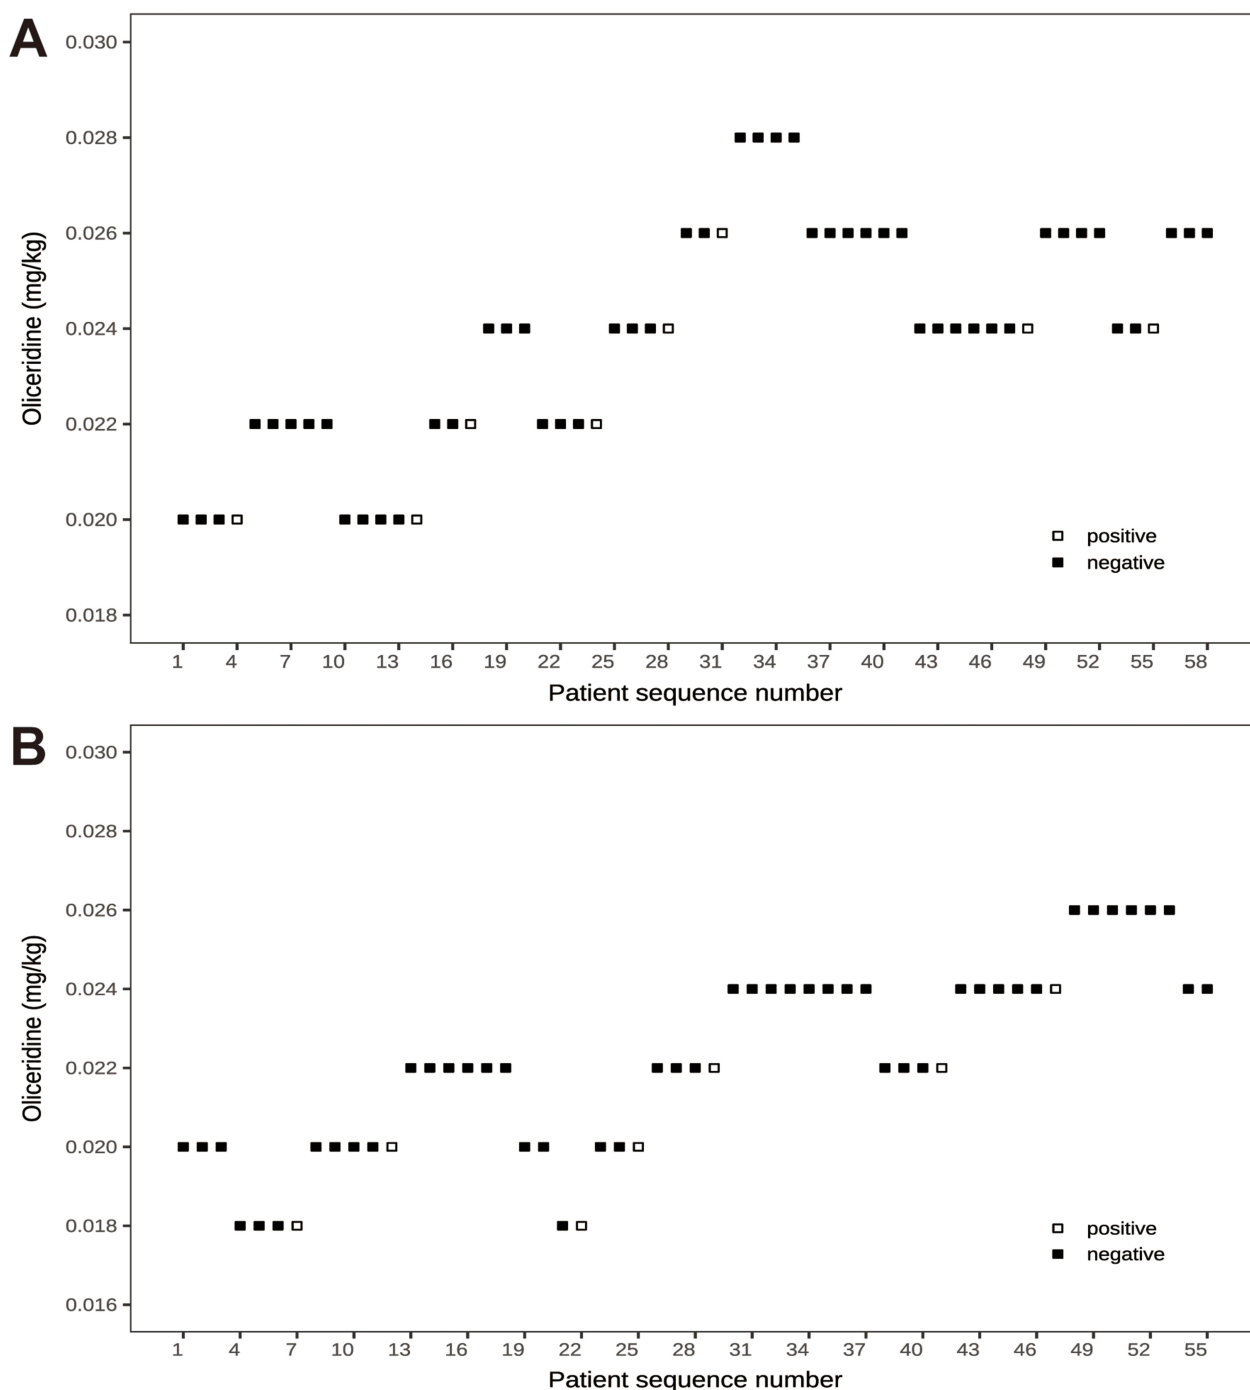 A
0.030
0.028
0.026
0.024
0.022
0.020
0.018
Oliceridine (mg/kg)
positive
negative
1 4 7 10 13 16 19 22 25 28 31 34 37 40 43 46 49 52 55 58
Patient sequence number
B
0.030
0.028
0.026
0.024
0.022
0.020
0.018
0.016
Oliceridine (mg/kg)
positive
negative
1 4 7 10 13 16 19 22 25 28 31 34 37 40 43 46 49 52 55
Patient sequence number